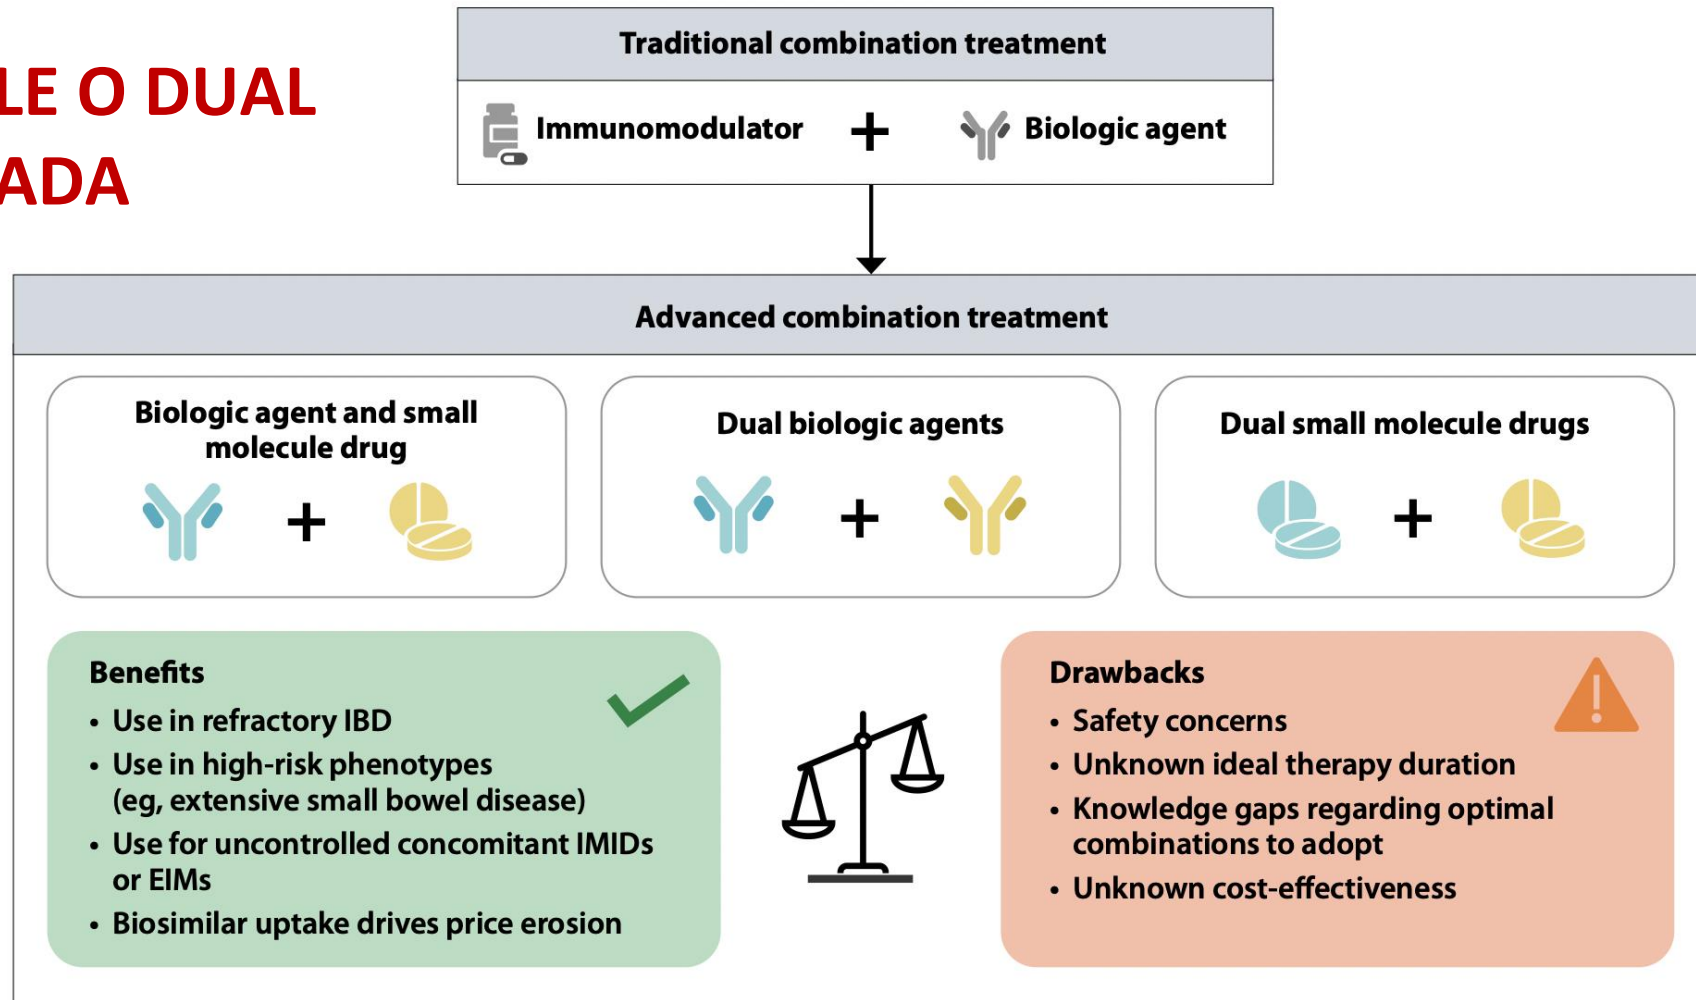 LE O DUAL
ADA
Traditional combination treatment
Immunomodulator + Biologic agent
Advanced combination treatment
Biologic agent and small
molecule drug
+
Dual biologic agents
+
Dual small molecule drugs
+
Benefits
• Use in refractory IBD
• Use in high-risk phenotypes
(eg, extensive small bowel disease)
• Use for uncontrolled concomitant IMIDs
or EIMs
• Biosimilar uptake drives price erosion
Drawbacks
• Safety concerns
• Unknown ideal therapy duration
• Knowledge gaps regarding optimal
combinations to adopt
• Unknown cost-effectiveness